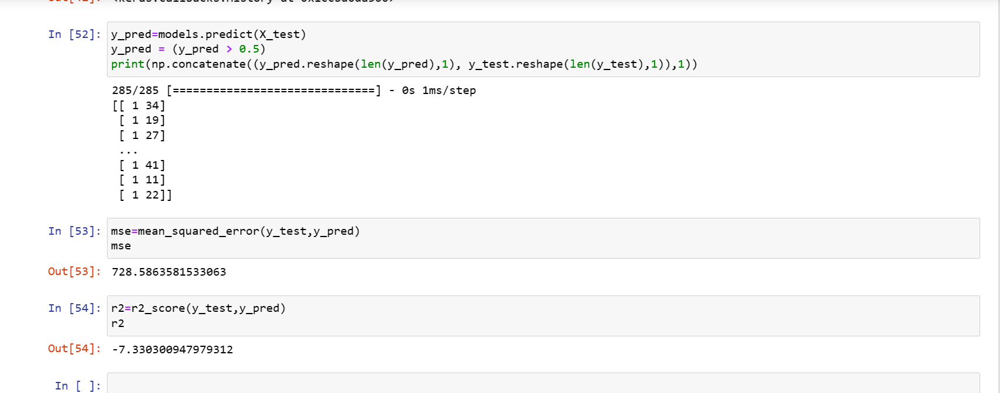 In [52]: y_pred=models.predict(X_test)
y_pred = (y_pred > 0.5)
print(np.concatenate((y_pred.reshape(len(y_pred),1), y_test.reshape(len(y_test),1)),1))
285/285 [==============================] - 0s 1ms/step
[[ 1 34]
[ 1 19]
[ 1 27]
...
[ 1 41]
[ 1 11]
[ 1 22]]
In [53]: mse=mean_squared_error(y_test,y_pred)
mse
Out[53]: 728.5863581533063
In [54]: r2=r2_score(y_test,y_pred)
r2
Out[54]: -7.330300947979312
In [ ]: